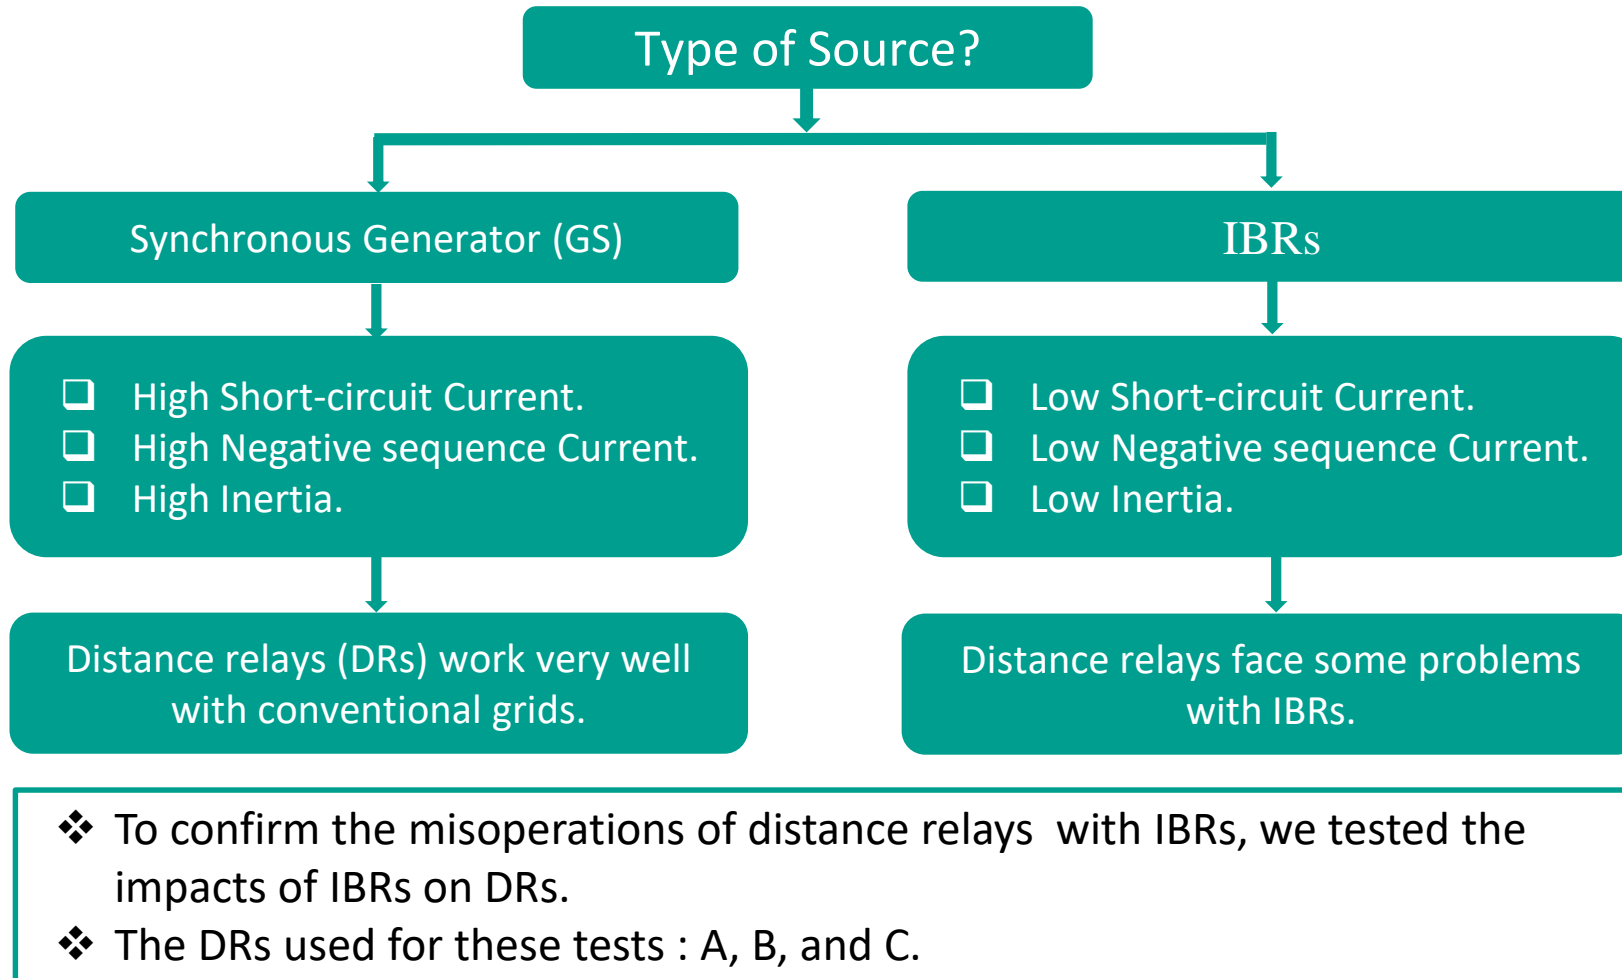 Type of Source?
Synchronous Generator (GS)
❑ High Short-circuit Current.
❑ High Negative sequence Current.
❑ High Inertia.
Distance relays (DRs) work very well
with conventional grids.
IBRs
❑ Low Short-circuit Current.
❑ Low Negative sequence Current.
❑ Low Inertia.
Distance relays face some problems
with IBRs.
❖ To confirm the misoperations of distance relays  with IBRs, we tested the
impacts of IBRs on DRs.
❖ The DRs used for these tests : A, B, and C.